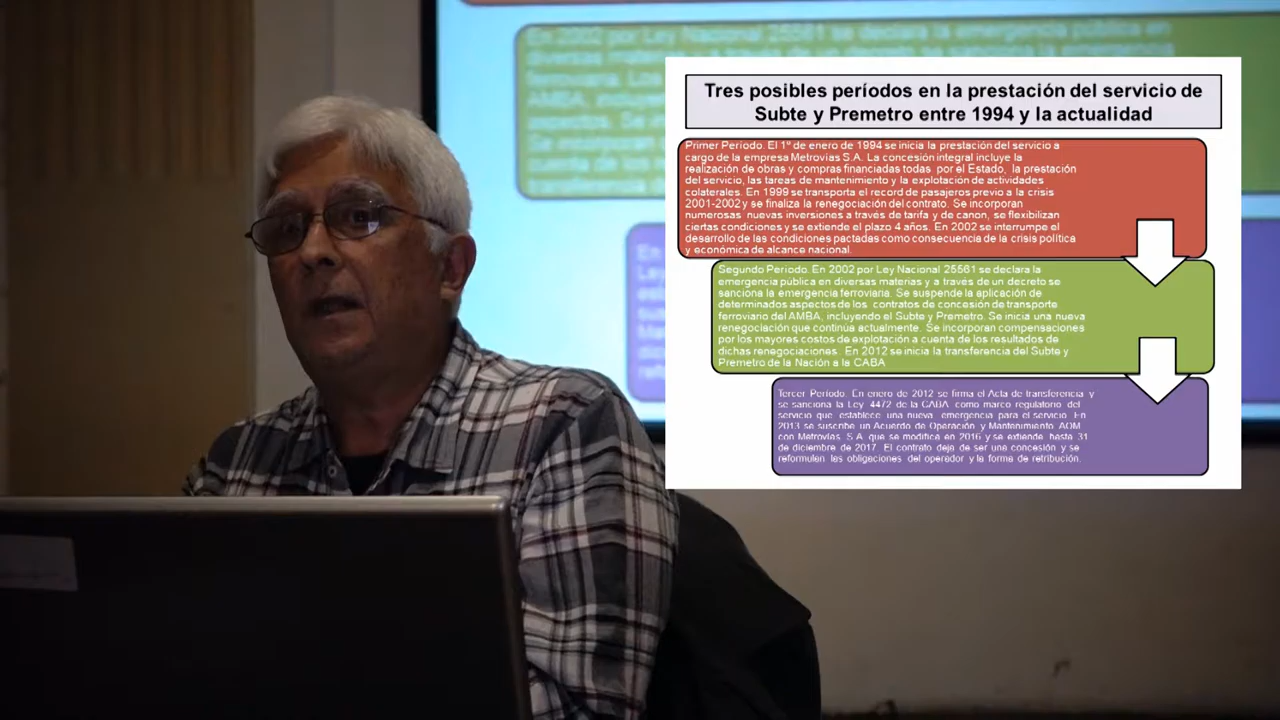 En 2002 por Ley Nacional 25561 se declara la emergencia pública en
Tres posibles períodos en la prestación del servicio de
Subte y Premetro entre 1994 y la actualidad
Primer Período. El 1º de enero de 1994 se inicia la prestación del servicio a
cargo de la empresa Metrovías S.A. La concesión integral incluye la
realización de obras y compras financiadas todas por el Estado, la prestación
del servicio, las tareas de mantenimiento y la explotación de actividades
colaterales. En 1999 se transporta el record de pasajeros previo a la crisis
2001-2002 y se finaliza la renegociación del contrato. Se incorporan
numerosas nuevas inversiones a través de tarifa y de canon, se flexibilizan
ciertas condiciones y se extiende el plazo 4 años. En 2002 se interrumpe el
desarrollo de las condiciones pactadas como consecuencia de la crisis política
y económica de alcance nacional.
Segundo Periodo. En 2002 por Ley Nacional 25561 se declara la
emergencia pública en diversas materias y a través de un decreto se
sanciona la emergencia ferroviaria. Se suspende la aplicación de
determinados aspectos de los contratos de concesión de transporte
ferroviario del AMBA, incluyendo el Subte y Premetro. Se inicia una nueva
renegociación que continúa actualmente. Se incorporan compensaciones
por los mayores costos de explotación a cuenta de los resultados de
dichas renegociaciones. En 2012 se inicia la transferencia del Subte y
Premetro de la Nación a la CABA
Tercer Período. En enero de 2012 se firma el Acta de transferencia y
se sanciona la Ley 4472 de la CABA como marco regulatorio del
servicio que establece una nueva emergencia para el servicio. En
2013 se suscribe un Acuerdo de Operación y Mantenimiento AOM
con Metrovías S.A. que se modifica en 2016 y se extiende hasta 31
de diciembre de 2017. El contrato deja de ser una concesión y se
reformulan las obligaciones del operador y la forma de retribución.